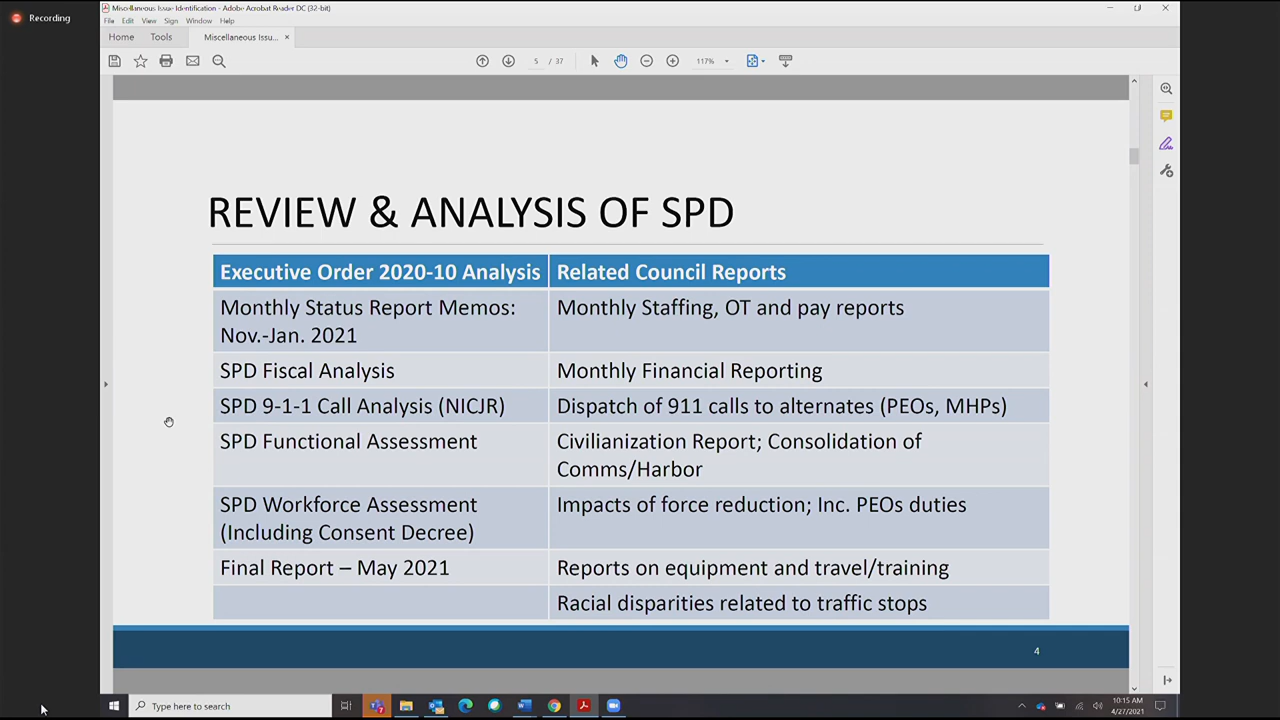 Recording
Miscellaneous Issue Identification - Adobe Acrobat Reader DC (32-bit)
File Edit View Sign Window Help
Home Tools Miscellaneous Issu... ×
5 / 37 117%
REVIEW & ANALYSIS OF SPD
Executive Order 2020-10 Analysis Related Council Reports
Monthly Status Report Memos: Monthly Staffing, OT and pay reports
Nov.-Jan. 2021
SPD Fiscal Analysis Monthly Financial Reporting
SPD 9-1-1 Call Analysis (NICJR) Dispatch of 911 calls to alternates (PEOs, MHPs)
SPD Functional Assessment Civilianization Report; Consolidation of
Comms/Harbor
SPD Workforce Assessment Impacts of force reduction; Inc. PEOs duties
(Including Consent Decree)
Final Report – May 2021 Reports on equipment and travel/training
Racial disparities related to traffic stops
4
Type here to search
10:15 AM
4/27/2021